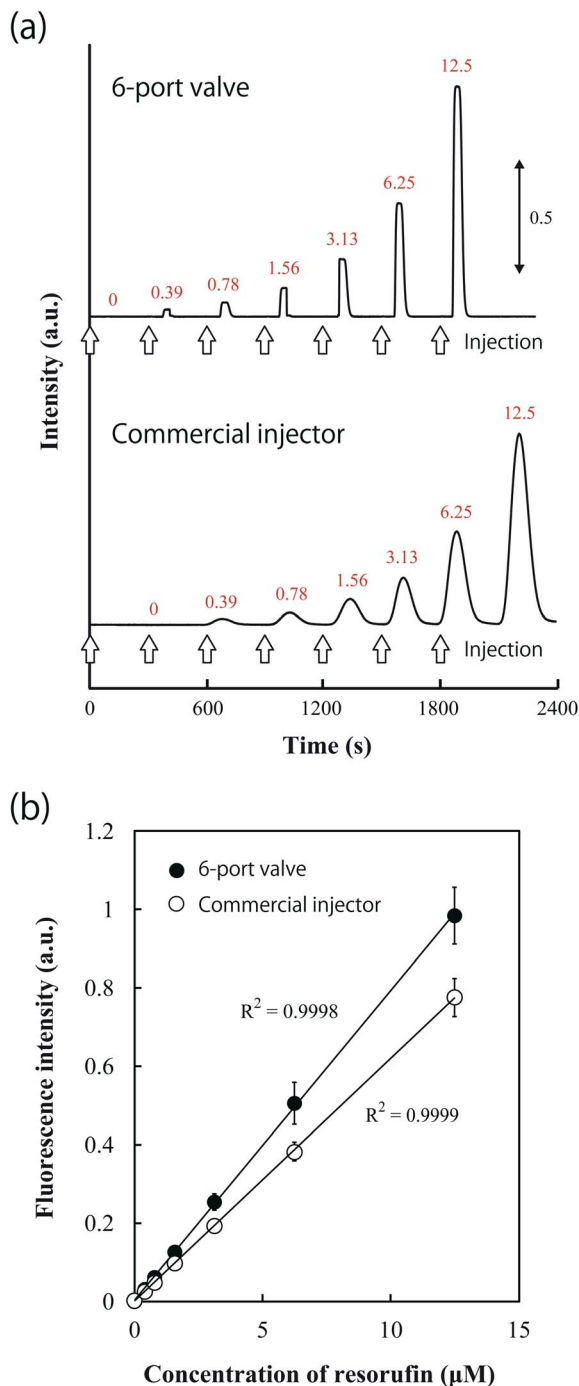 (a)
6-port valve
12.5
6.25
0.5
3.13
1.56
0.78
0.39
0
Injection
Intensity (a.u.)
Commercial injector
12.5
6.25
3.13
1.56
0.78
0.39
0
Injection
0 600 1200 1800 2400
Time (s)
(b)
1.2
6-port valve
Commercial injector
1
0.8
R² = 0.9998
0.6
R² = 0.9999
0.4
0.2
0
Fluorescence intensity (a.u.)
0 5 10 15
Concentration of resorufin (μM)